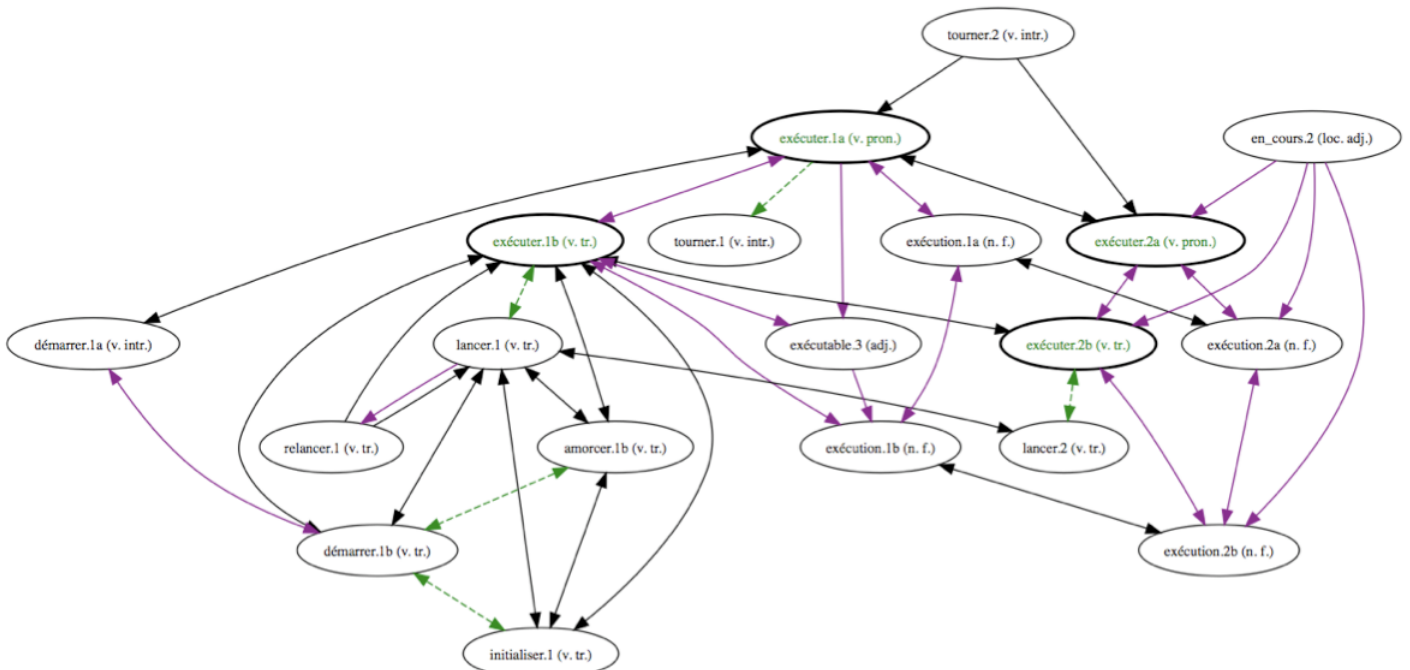 tourner.2 (v. intr.)
exécuter.1a (v. pron.)
en_cours.2 (loc. adj.)
exécuter.1b (v. tr.)
tourner.1 (v. intr.)
exécution.1a (n. f.)
exécuter.2a (v. pron.)
démarrer.1a (v. intr.)
lancer.1 (v. tr.)
exécutable.3 (adj.)
exécuter.2b (v. tr.)
exécution.2a (n. f.)
relancer.1 (v. tr.)
amorcer.1b (v. tr.)
exécution.1b (n. f.)
lancer.2 (v. tr.)
démarrer.1b (v. tr.)
exécution.2b (n. f.)
initialiser.1 (v. tr.)